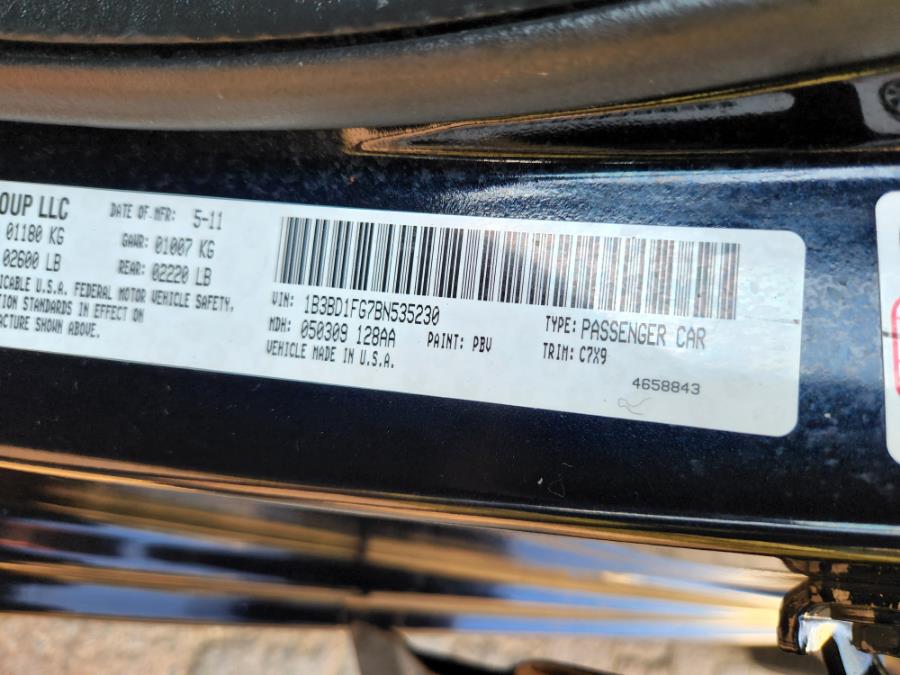 OUP LLC DATE OF MFR: 5-11
01180 KG GAWR: 01007 KG
02600 LB REAR: 02220 LB
ICABLE U.S.A. FEDERAL MOTOR VEHICLE SAFETY,
TION STANDARDS IN EFFECT ON
ACTURE SHOWN ABOVE.
VIN: 1B3BD1FG7BN535230 TYPE: PASSENGER CAR
MDH: 050309 128AA PAINT: PBV TRIM: C7X9
VEHICLE MADE IN U.S.A.
4658843